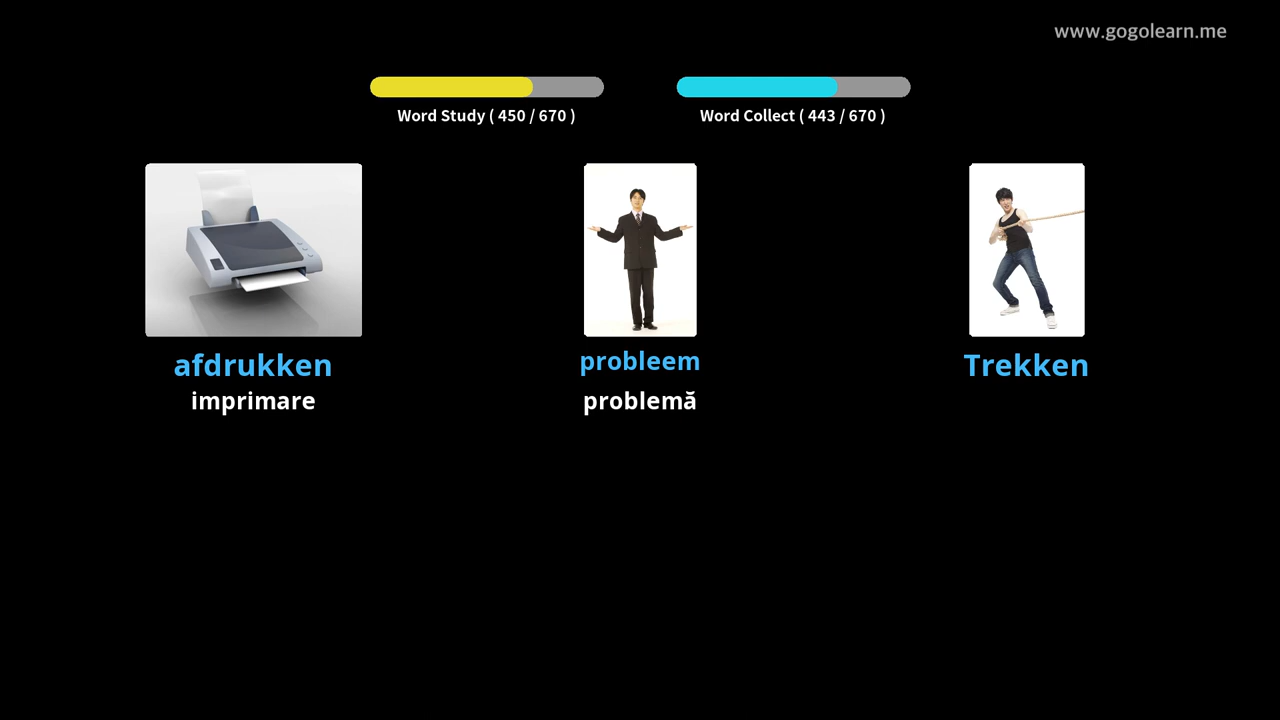 www.gogolearn.me
Word Study ( 450 / 670 )
Word Collect ( 443 / 670 )
afdrukken
imprimare
probleem
problemă
Trekken